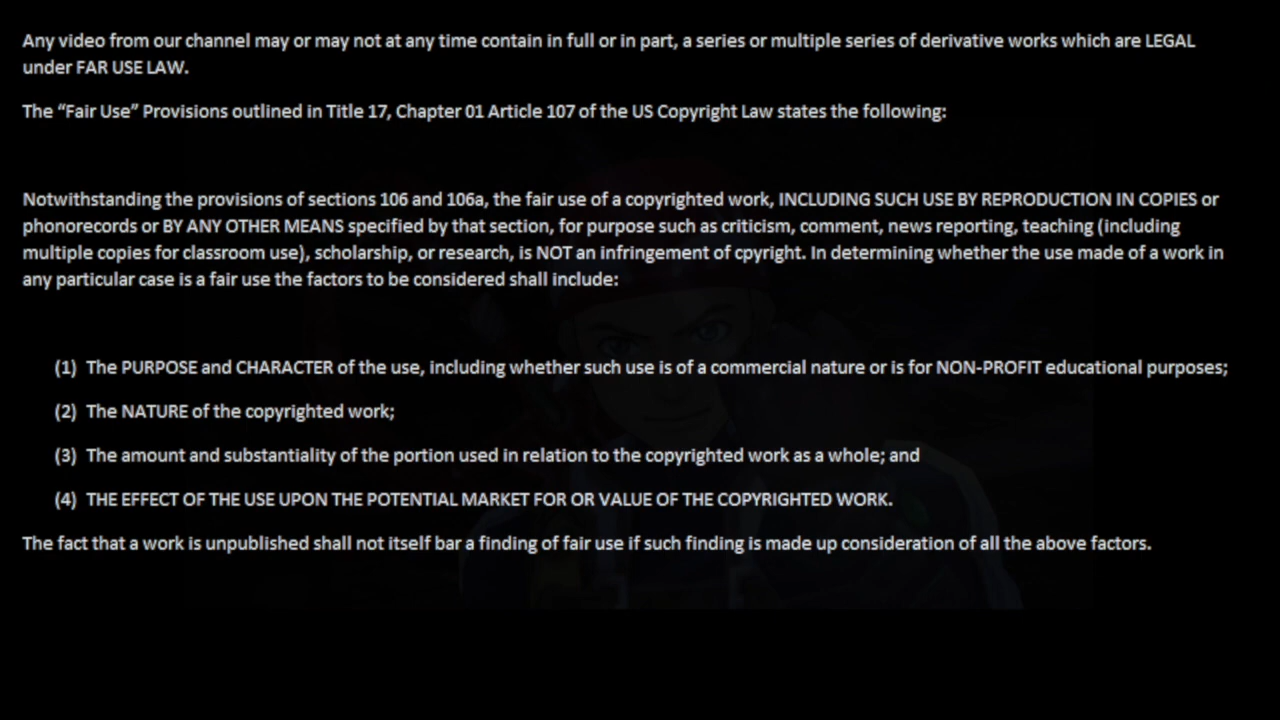 Any video from our channel may or may not at any time contain in full or in part, a series or multiple series of derivative works which are LEGAL
under FAR USE LAW.
The “Fair Use” Provisions outlined in Title 17, Chapter 01 Article 107 of the US Copyright Law states the following:
Notwithstanding the provisions of sections 106 and 106a, the fair use of a copyrighted work, INCLUDING SUCH USE BY REPRODUCTION IN COPIES or
phonorecords or BY ANY OTHER MEANS specified by that section, for purpose such as criticism, comment, news reporting, teaching (including
multiple copies for classroom use), scholarship, or research, is NOT an infringement of cpyright. In determining whether the use made of a work in
any particular case is a fair use the factors to be considered shall include:
(1) The PURPOSE and CHARACTER of the use, including whether such use is of a commercial nature or is for NON-PROFIT educational purposes;
(2) The NATURE of the copyrighted work;
(3) The amount and substantiality of the portion used in relation to the copyrighted work as a whole; and
(4) THE EFFECT OF THE USE UPON THE POTENTIAL MARKET FOR OR VALUE OF THE COPYRIGHTED WORK.
The fact that a work is unpublished shall not itself bar a finding of fair use if such finding is made up consideration of all the above factors.